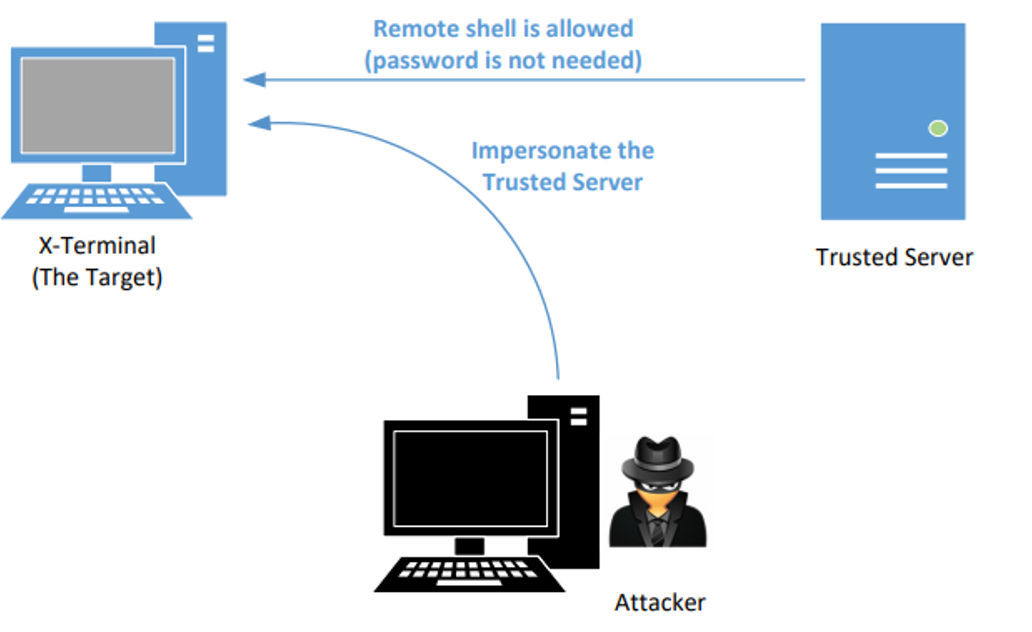 Remote shell is allowed
(password is not needed)
Impersonate the
Trusted Server
X-Terminal
(The Target)
Trusted Server
Attacker